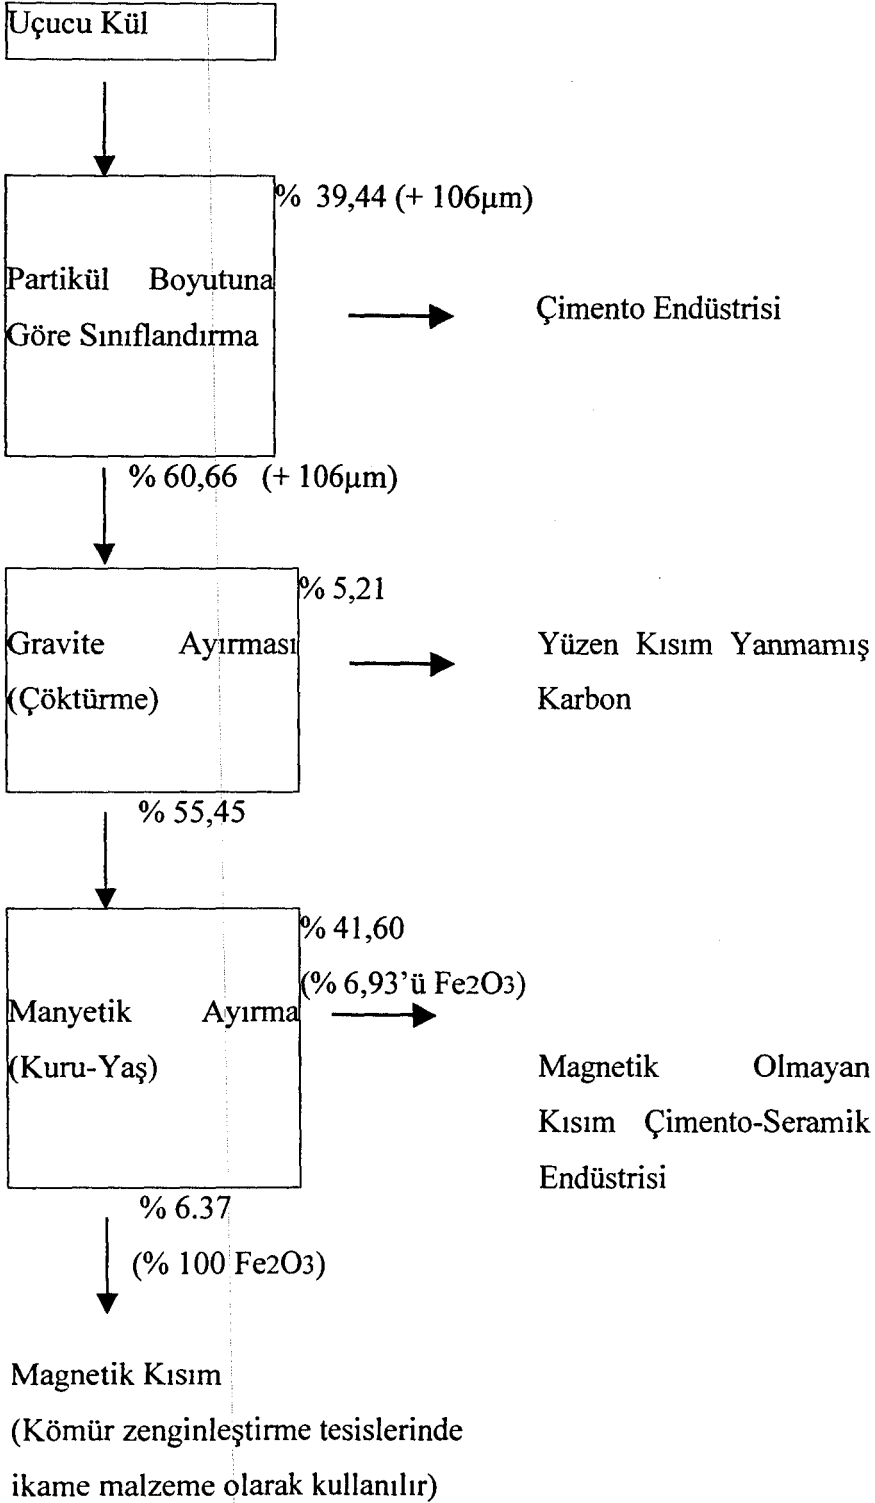 Uçucu Kül
% 39,44 (+ 106μm)
Partikül Boyutuna
Göre Sınıflandırma
Çimento Endüstrisi
% 60,66 (+ 106μm)
% 5,21
Gravite Ayırması
(Çöktürme)
Yüzen Kısım Yanmamış
Karbon
% 55,45
% 41,60
(% 6,93’ü Fe2O3)
Manyetik Ayırma
(Kuru-Yaş)
Magnetik Olmayan
Kısım Çimento-Seramik
Endüstrisi
% 6.37
(% 100 Fe2O3)
Magnetik Kısım
(Kömür zenginleştirme tesislerinde
ikame malzeme olarak kullanılır)